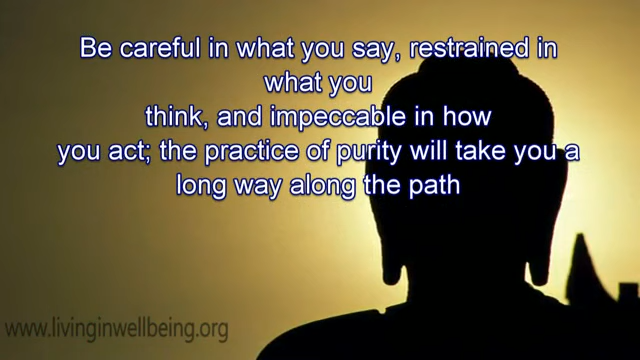 Be careful in what you say, restrained in
what you
think, and impeccable in how
you act; the practice of purity will take you a
long way along the path
www.livinginwellbeing.org